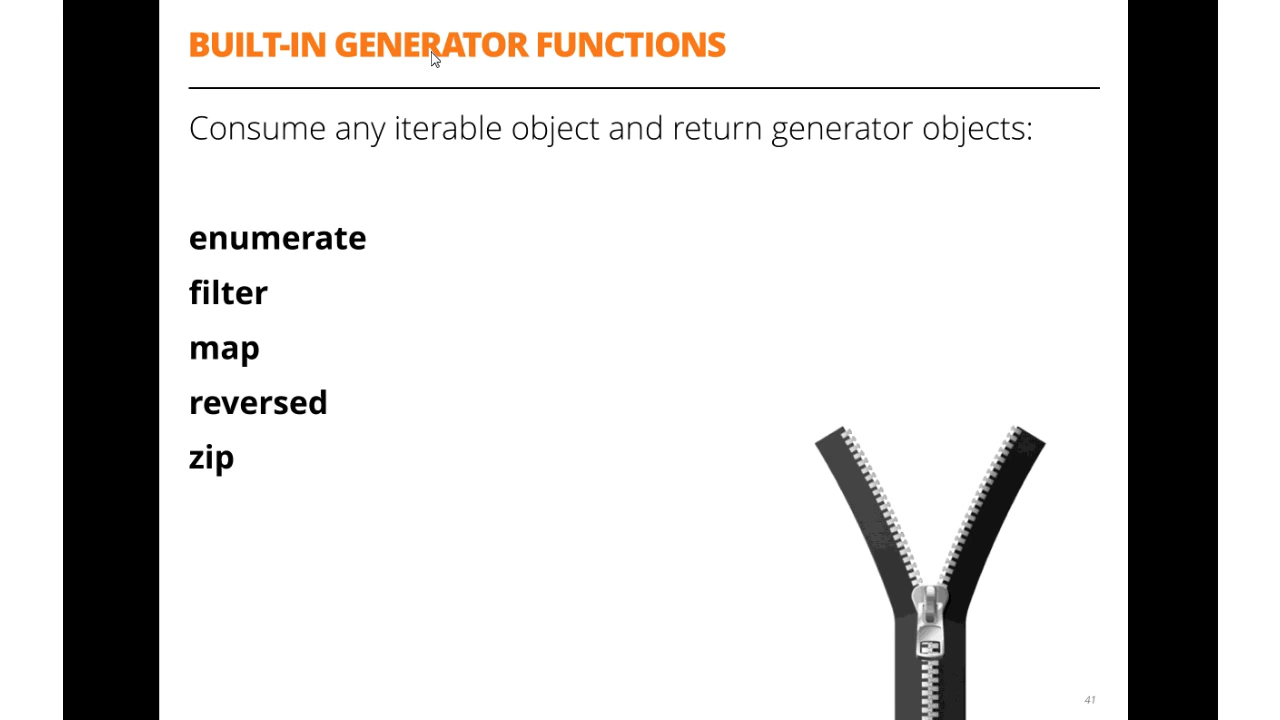 BUILT-IN GENERATOR FUNCTIONS
Consume any iterable object and return generator objects:
enumerate
filter
map
reversed
zip
41